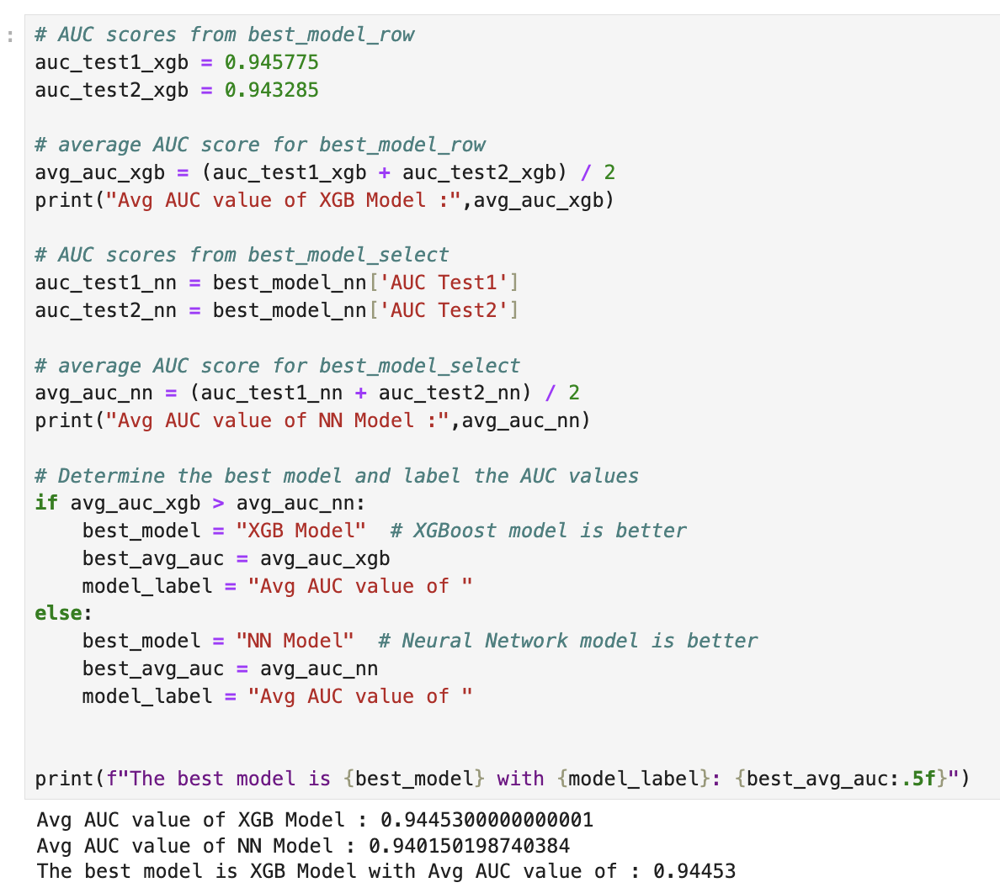 :
# AUC scores from best_model_row
auc_test1_xgb = 0.945775
auc_test2_xgb = 0.943285
# average AUC score for best_model_row
avg_auc_xgb = (auc_test1_xgb + auc_test2_xgb) / 2
print("Avg AUC value of XGB Model :",avg_auc_xgb)
# AUC scores from best_model_select
auc_test1_nn = best_model_nn['AUC Test1']
auc_test2_nn = best_model_nn['AUC Test2']
# average AUC score for best_model_select
avg_auc_nn = (auc_test1_nn + auc_test2_nn) / 2
print("Avg AUC value of NN Model :",avg_auc_nn)
# Determine the best model and label the AUC values
if avg_auc_xgb > avg_auc_nn:
    best_model = "XGB Model"  # XGBoost model is better
    best_avg_auc = avg_auc_xgb
    model_label = "Avg AUC value of "
else:
    best_model = "NN Model"  # Neural Network model is better
    best_avg_auc = avg_auc_nn
    model_label = "Avg AUC value of "
print(f"The best model is {best_model} with {model_label}: {best_avg_auc:.5f}")
Avg AUC value of XGB Model : 0.9445300000000001
Avg AUC value of NN Model : 0.940150198740384
The best model is XGB Model with Avg AUC value of : 0.94453